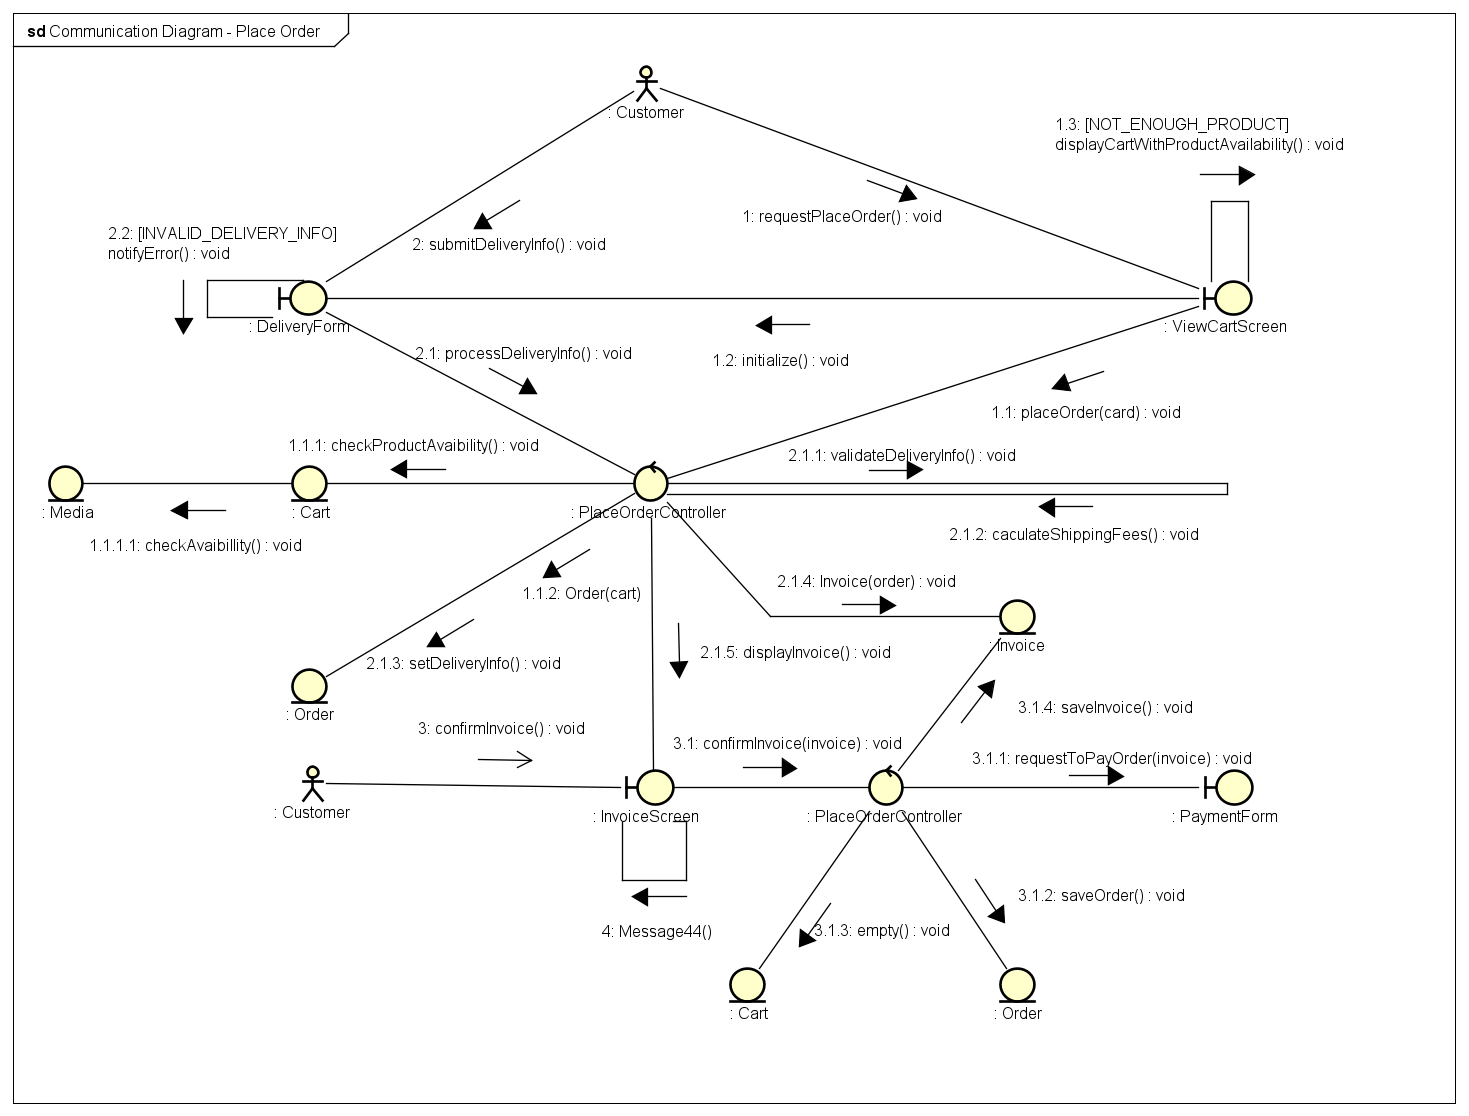 sd Communication Diagram - Place Order
: Customer
1.3: [NOT_ENOUGH_PRODUCT]
displayCartWithProductAvailability() : void
1: requestPlaceOrder() : void
2: submitDeliveryInfo() : void
2.2: [INVALID_DELIVERY_INFO]
notifyError() : void
: DeliveryForm
: ViewCartScreen
2.1: processDeliveryInfo() : void
1.2: initialize() : void
1.1: placeOrder(card) : void
1.1.1: checkProductAvaibility() : void
2.1.1: validateDeliveryInfo() : void
: Media
: Cart
: PlaceOrderController
1.1.1.1: checkAvaibillity() : void
2.1.2: caculateShippingFees() : void
1.1.2: Order(cart)
2.1.4: Invoice(order) : void
2.1.3: setDeliveryInfo() : void
2.1.5: displayInvoice() : void
: Invoice
: Order
3.1.4: saveInvoice() : void
3: confirmInvoice() : void
3.1: confirmInvoice(invoice) : void
3.1.1: requestToPayOrder(invoice) : void
: Customer
: InvoiceScreen
: PlaceOrderController
: PaymentForm
3.1.2: saveOrder() : void
4: Message44()
3.1.3: empty() : void
: Cart
: Order